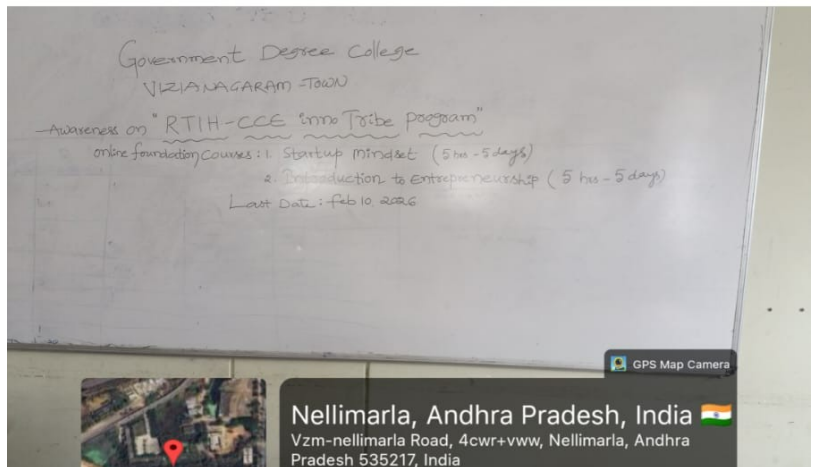 Government Degree College
VIZIANAGARAM -TOWN
Awareness on "RTIH-CCE inno Tribe program"
online foundation courses : 1. Startup mindset (5 hrs - 5 days)
2. Introduction to Entrepreneurship (5 hrs - 5 days)
Last Date : feb 10, 2026
GPS Map Camera
Nellimarla, Andhra Pradesh, India
Vzm-nellimarla Road, 4cwr+vww, Nellimarla, Andhra
Pradesh 535217, India